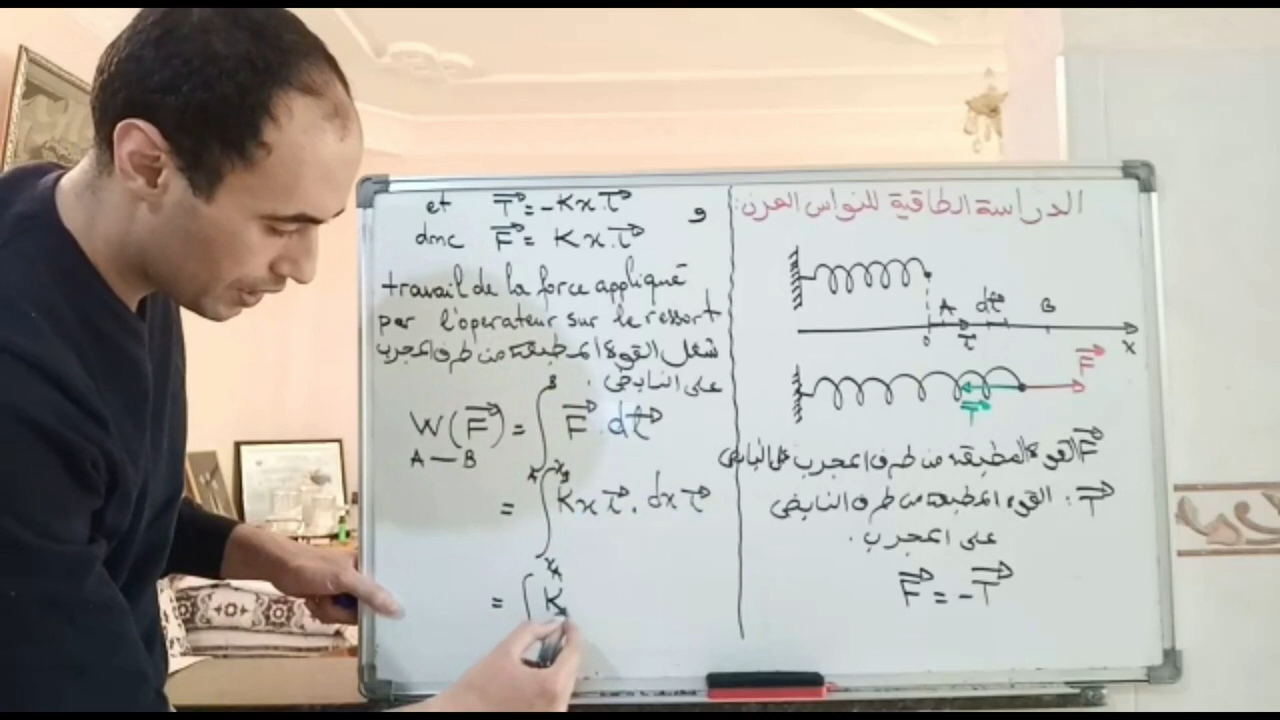 الدراسة الطاقية للنواس المرن:
A dℓ⃗ B
o i⃗ x
F⃗
T⃗
F⃗ القوة المطبقة من طرف المجرب على النابض
T⃗ : القوة المطبقة من طرف النابض
على المجرب .
F⃗ = -T⃗
و
et T⃗ = -Kx i⃗
donc F⃗ = Kx. i⃗
travail de la force appliqué
par l'operateur sur le ressort
شغل القوة المطبقة من طرف المجرب
على النابض .
W(F⃗) = ∫ F⃗ . dℓ⃗
A — B
= ∫ Kx i⃗ . dx i⃗
= [ K